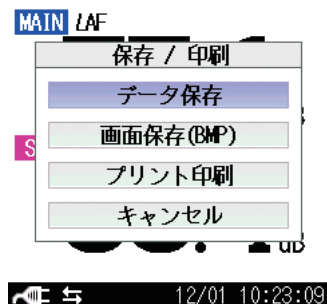 MAIN LAF
保存 / 印刷
データ保存
画面保存(BMP)
プリント印刷
キャンセル
S
dB
12/01 10:23:09